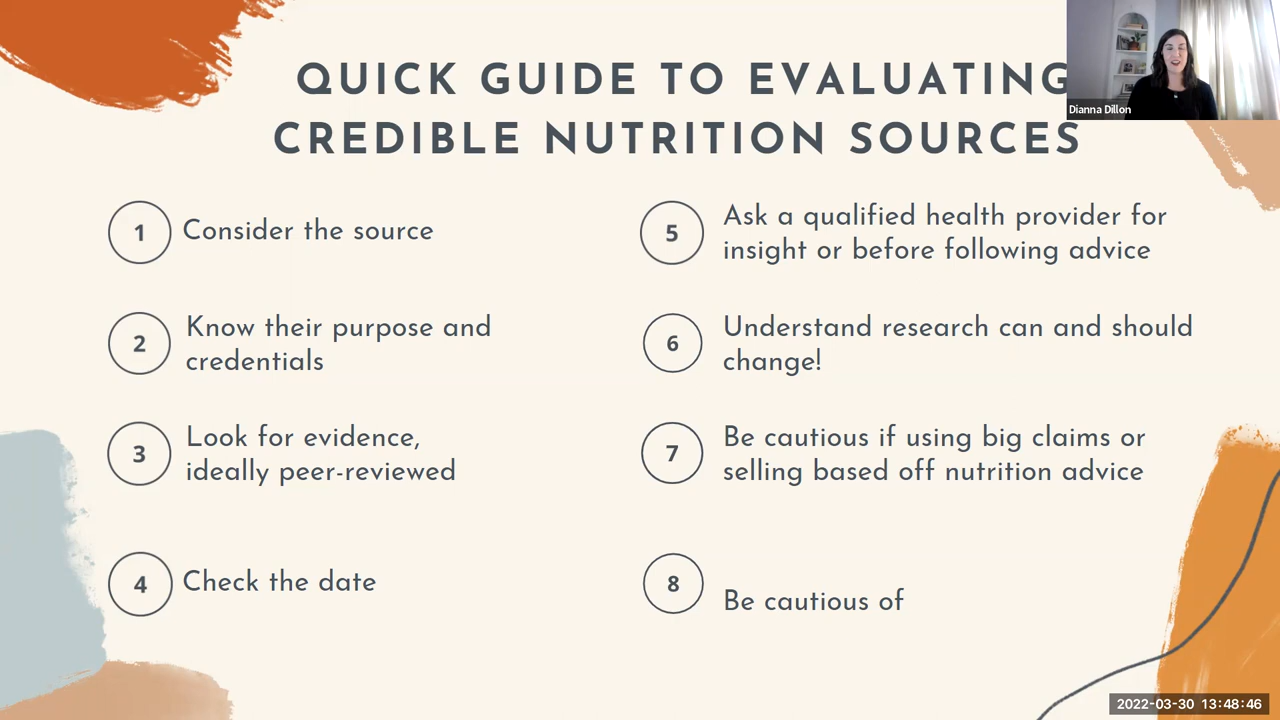 QUICK GUIDE TO EVALUATING
CREDIBLE NUTRITION SOURCES
Dianna Dillon
1 Consider the source
2 Know their purpose and
credentials
3 Look for evidence,
ideally peer-reviewed
4 Check the date
5 Ask a qualified health provider for
insight or before following advice
6 Understand research can and should
change!
7 Be cautious if using big claims or
selling based off nutrition advice
8 Be cautious of
2022-03-30 13:48:46